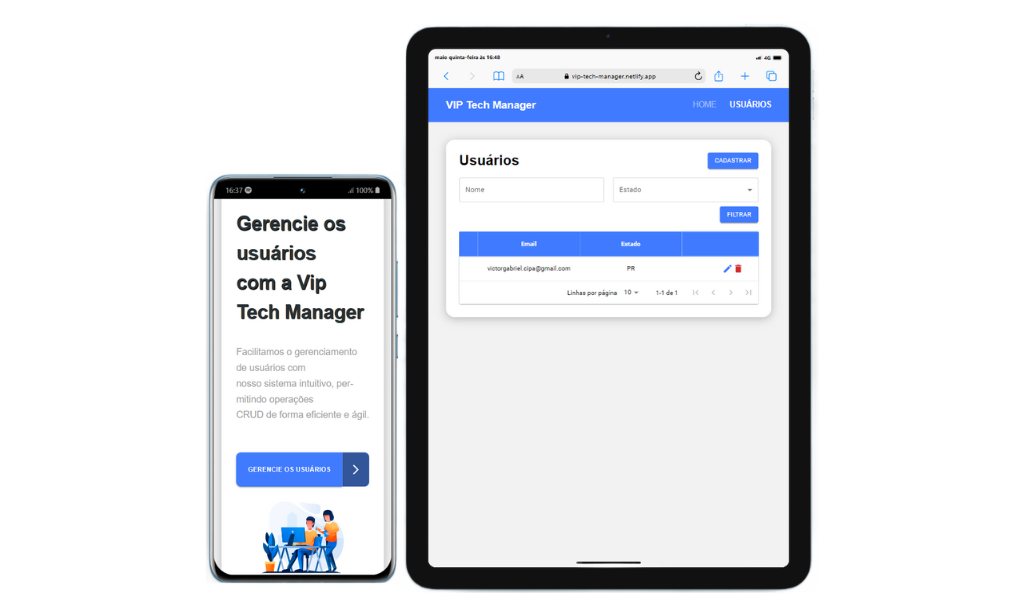 16:37
100%
Gerencie os
usuários
com a Vip
Tech Manager
Facilitamos o gerenciamento
de usuários com
nosso sistema intuitivo, per-
mitindo operações
CRUD de forma eficiente e ágil.
GERENCIE OS USUÁRIOS
maio quinta-feira às 16:48
4G
AA
vip-tech-manager.netlify.app
VIP Tech Manager
HOME
USUÁRIOS
Usuários
CADASTRAR
Nome
Estado
FILTRAR
Email
Estado
victorgabriel.cipa@gmail.com
PR
Linhas por página
10
1-1 de 1